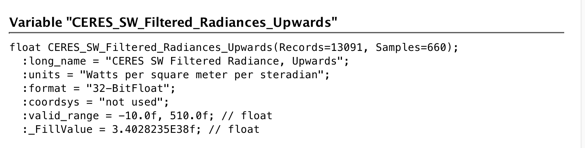 Variable "CERES_SW_Filtered_Radiances_Upwards"
float CERES_SW_Filtered_Radiances_Upwards(Records=13091, Samples=660);
:long_name = "CERES SW Filtered Radiance, Upwards";
:units = "Watts per square meter per steradian";
:format = "32-BitFloat";
:coordsys = "not used";
:valid_range = -10.0f, 510.0f; // float
:_FillValue = 3.4028235E38f; // float